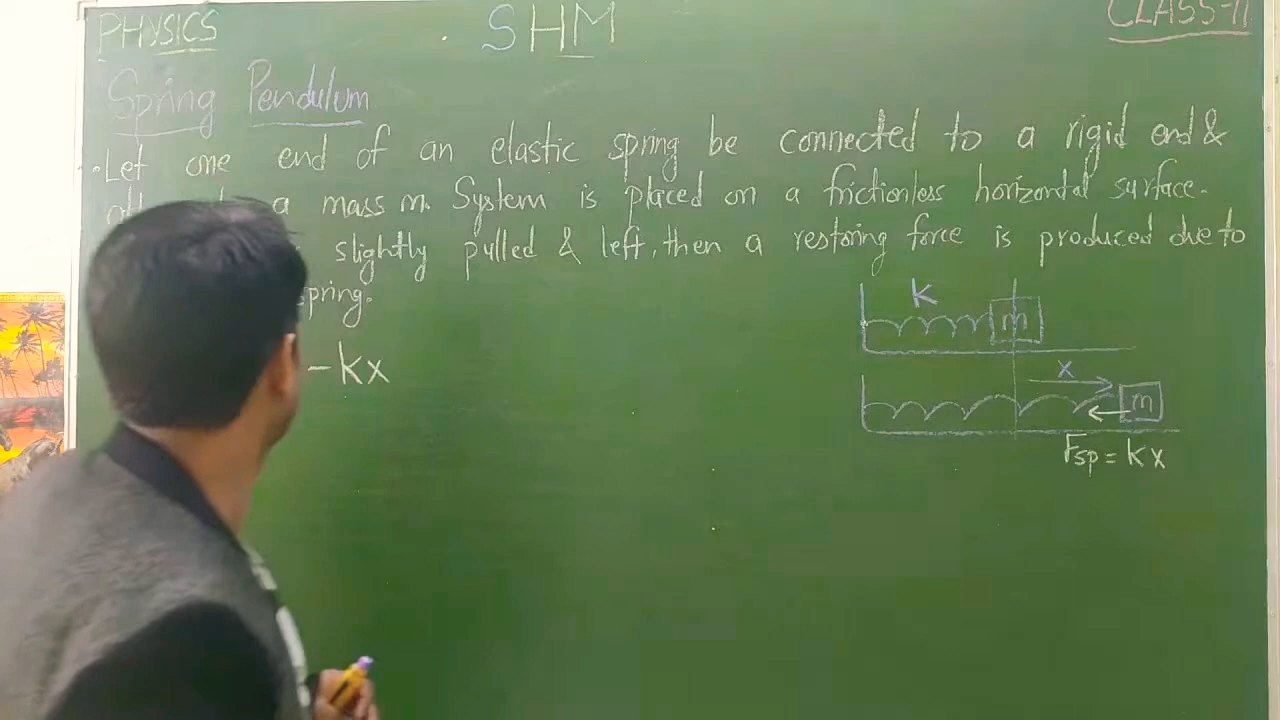 PHYSICS
SHM
CLASS-11
Spring Pendulum
• Let one end of an elastic spring be connected to a rigid end &
a mass m. System is placed on a frictionless horizontal surface.
slightly pulled & left, then a restoring force is produced due to
spring.
-kx
K
m
x
m
Fsp = kx